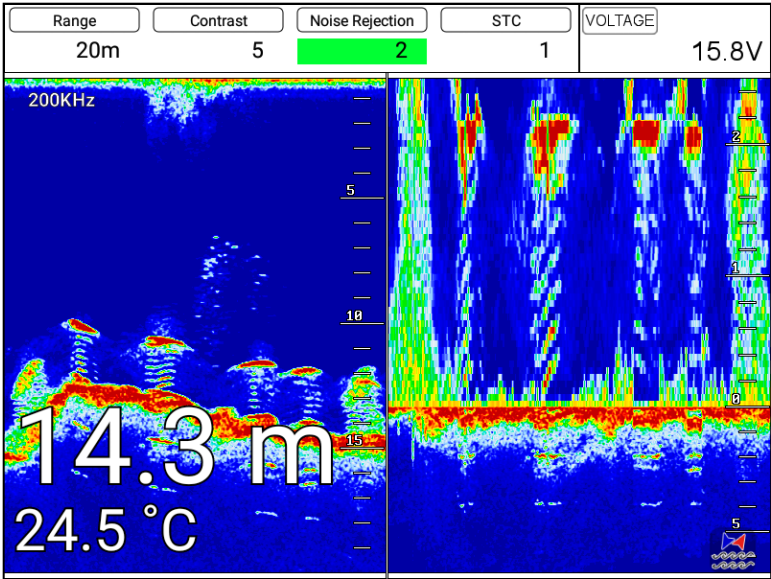 Range
Contrast
Noise Rejection
STC
VOLTAGE
20m
5
2
1
15.8V
200KHz
5
10
15
14.3 m
24.5 °C
2
1
0
5